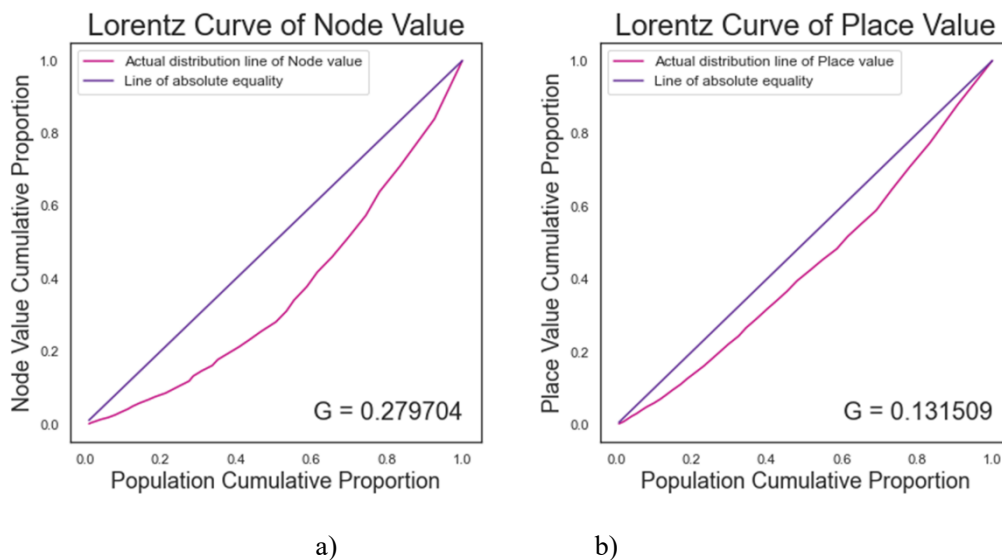 Lorentz Curve of Node Value
Actual distribution line of Node value
Line of absolute equality
Node Value Cumulative Proportion
1.0
0.8
0.6
0.4
0.2
0.0
G = 0.279704
0.0 0.2 0.4 0.6 0.8 1.0
Population Cumulative Proportion
a)
Lorentz Curve of Place Value
Actual distribution line of Place value
Line of absolute equality
Place Value Cumulative Proportion
1.0
0.8
0.6
0.4
0.2
0.0
G = 0.131509
0.0 0.2 0.4 0.6 0.8 1.0
Population Cumulative Proportion
b)